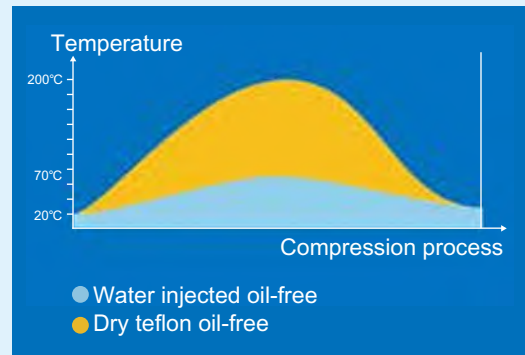 Temperature
200℃
70℃
20℃
Compression process
Water injected oil-free
Dry teflon oil-free